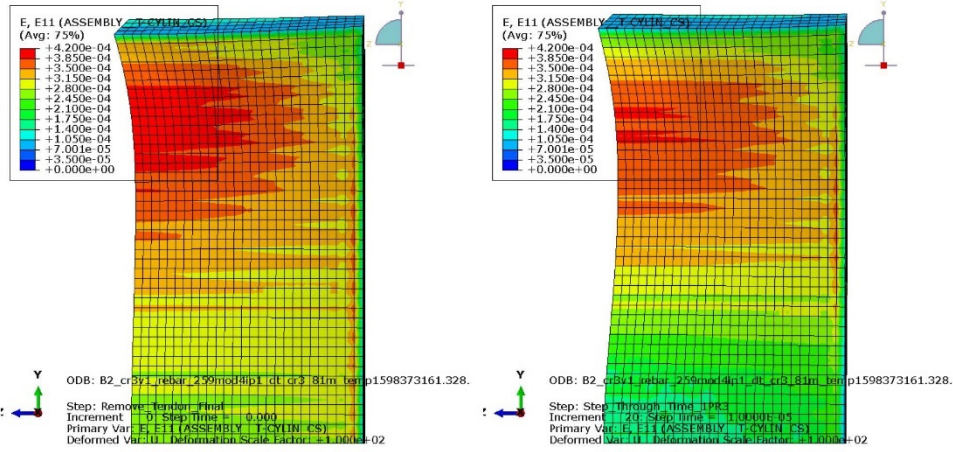 E, E11 (ASSEMBLY T-CYLIN_CS)
(Avg: 75%)
+4.200e-04
+3.850e-04
+3.500e-04
+3.150e-04
+2.800e-04
+2.450e-04
+2.100e-04
+1.750e-04
+1.400e-04
+1.050e-04
+7.001e-05
+3.500e-05
+0.000e+00
Y
Z
Y
ODB: B2_cr3v1_rebar_259mod4ip1_dt_cr3_81m_temp1598373161.328.
Step: Remove_Tendor_Final
Increment 0: Step Time = 0.000
Primary Var: E, E11 (ASSEMBLY T-CYLIN_CS)
Deformed Var: U Deformation Scale Factor: +1.000e+02
E, E11 (ASSEMBLY T-CYLIN_CS)
(Avg: 75%)
+4.200e-04
+3.850e-04
+3.500e-04
+3.150e-04
+2.800e-04
+2.450e-04
+2.100e-04
+1.750e-04
+1.400e-04
+1.050e-04
+7.001e-05
+3.500e-05
+0.000e+00
Y
Z
Y
z
ODB: B2_cr3v1_rebar_259mod4ip1_dt_cr3_81m_temp1598373161.328.
Step: Step_Through_Time_1PR3
Increment 20: Step Time = 1.0000E-05
Primary Var: E, E11 (ASSEMBLY T-CYLIN_CS)
Deformed Var: U Deformation Scale Factor: +1.000e+02